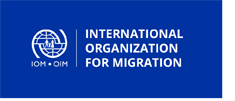 INTERNATIONAL
ORGANIZATION
FOR MIGRATION
IOM • OIM